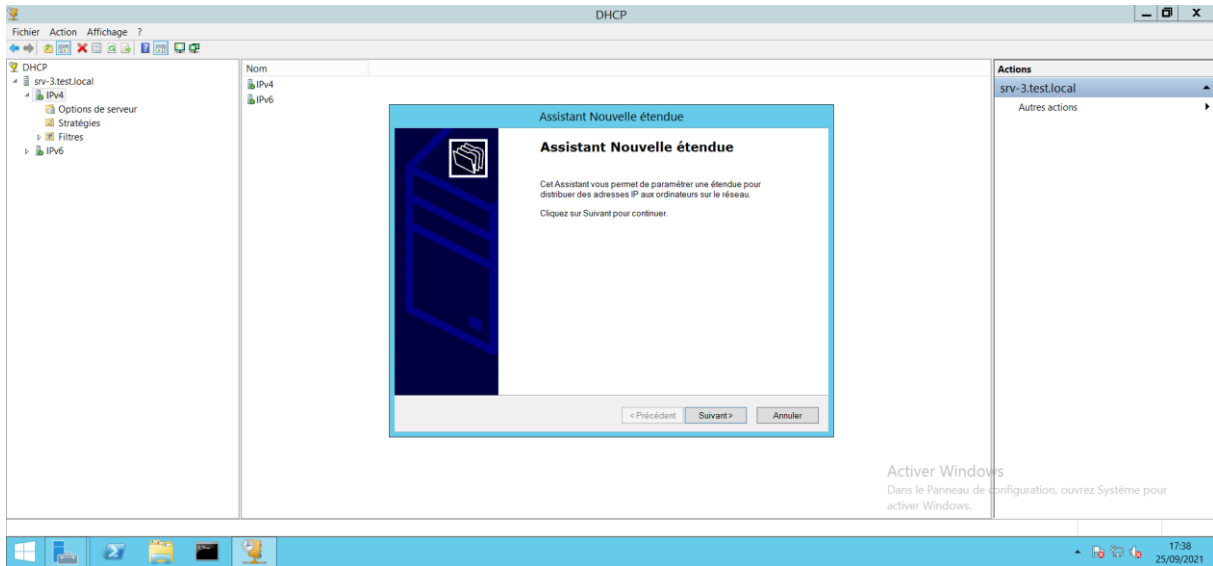 DHCP
Fichier Action Affichage ?
DHCP
srv-3.test.local
IPv4
Options de serveur
Stratégies
Filtres
IPv6
Nom
IPv4
IPv6
Assistant Nouvelle étendue
Assistant Nouvelle étendue
Cet Assistant vous permet de paramétrer une étendue pour
distribuer des adresses IP aux ordinateurs sur le réseau.
Cliquez sur Suivant pour continuer.
< Précédent Suivant > Annuler
Actions
srv-3.test.local
Autres actions
Activer Windows
Dans le Panneau de configuration, ouvrez Système pour
activer Windows.
17:38
25/09/2021